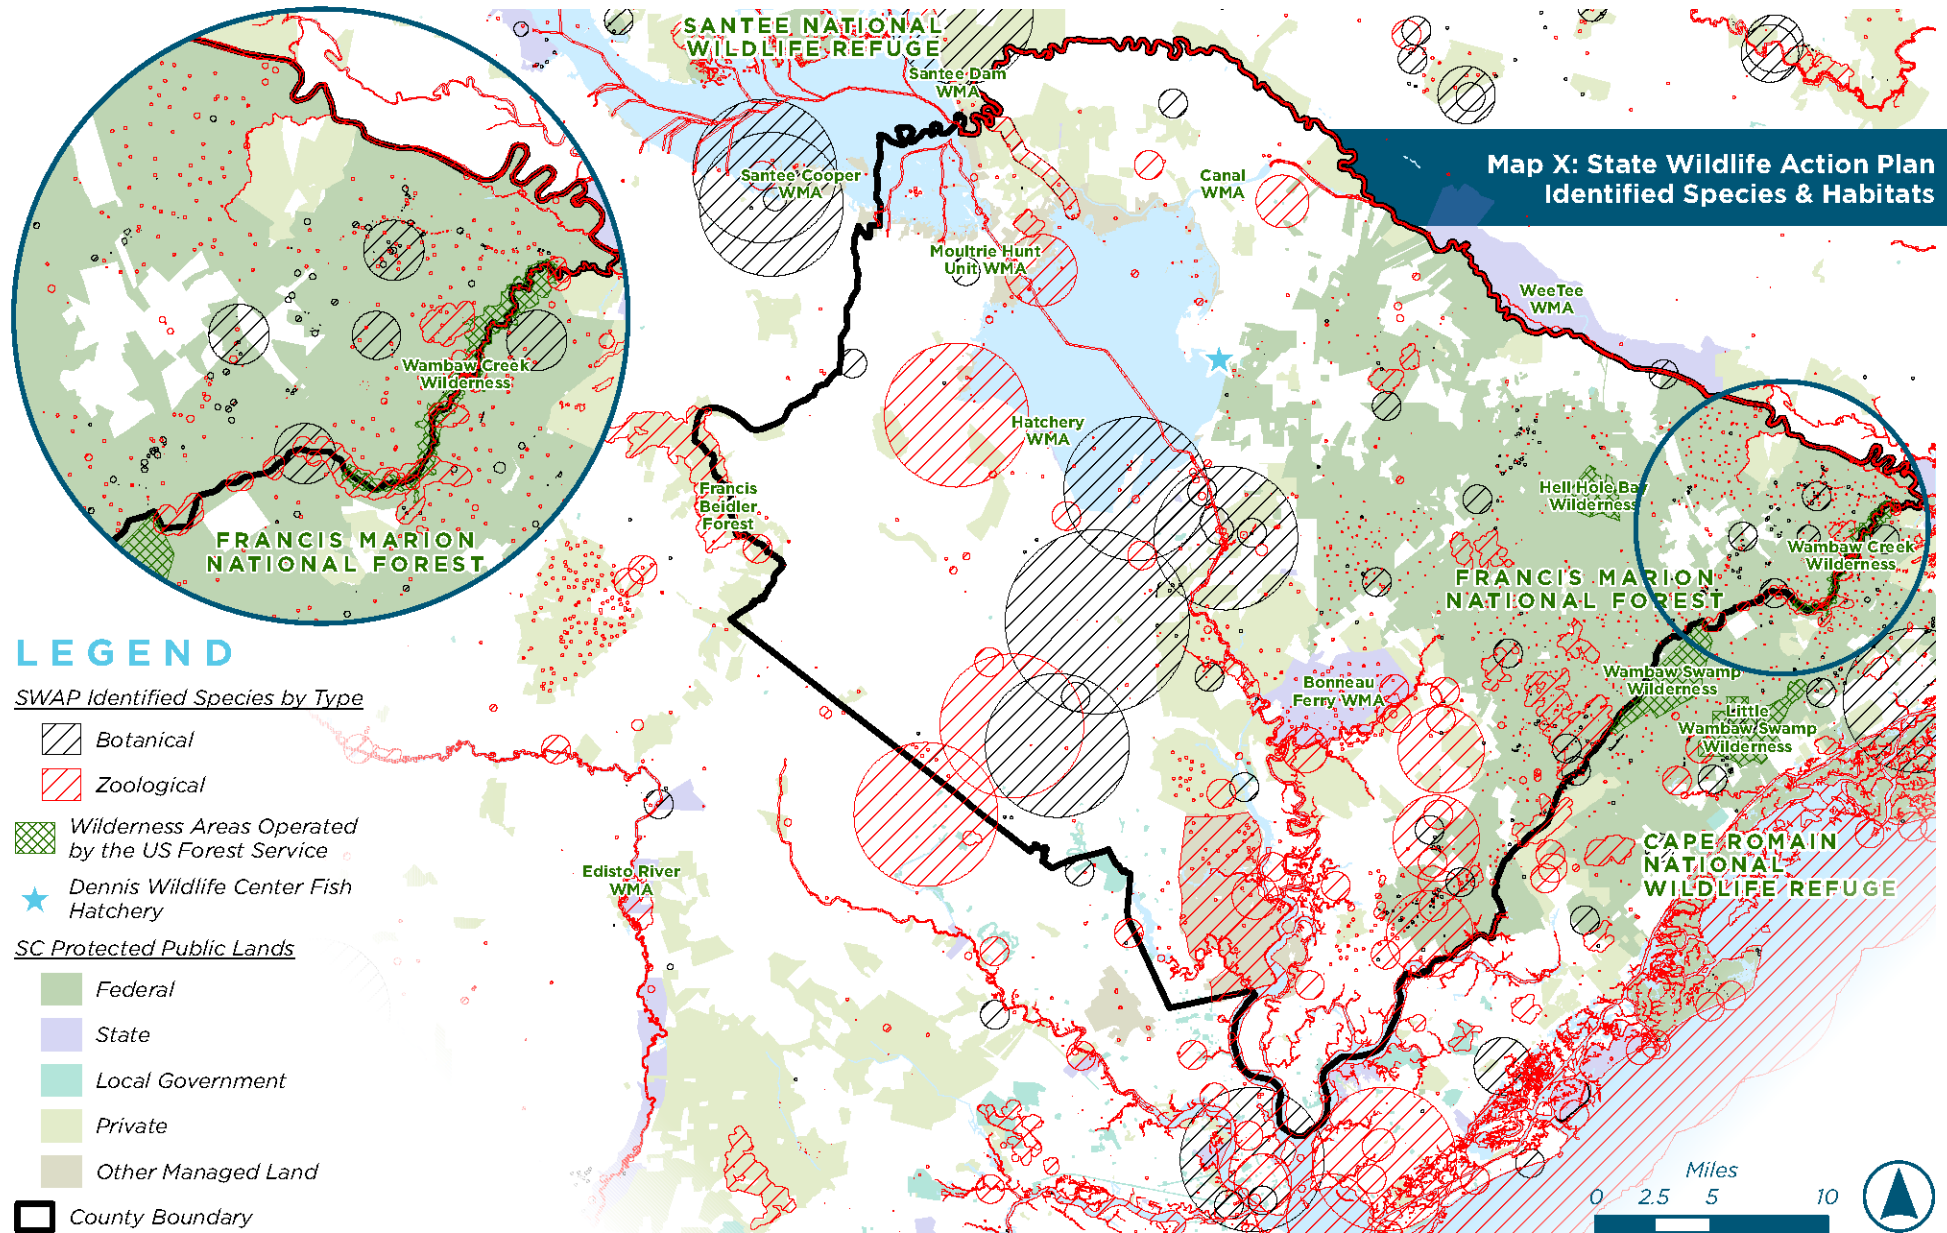 SANTEE NATIONAL
WILDLIFE REFUGE
Santee Dam
WMA
Map X: State Wildlife Action Plan
Identified Species & Habitats
Santee Cooper
WMA
Canal
WMA
Moultrie Hunt
Unit WMA
WeeTee
WMA
Wambaw Creek
Wilderness
Hatchery
WMA
Francis
Beidler
Forest
Hell Hole Bay
Wilderness
FRANCIS MARION
NATIONAL FOREST
Wambaw Creek
Wilderness
FRANCIS MARION
NATIONAL FOREST
Bonneau
Ferry WMA
Wambaw Swamp
Wilderness
Little
Wambaw Swamp
Wilderness
Edisto River
WMA
CAPE ROMAIN
NATIONAL
WILDLIFE REFUGE
LEGEND
SWAP Identified Species by Type
Botanical
Zoological
Wilderness Areas Operated
by the US Forest Service
Dennis Wildlife Center Fish
Hatchery
SC Protected Public Lands
Federal
State
Local Government
Private
Other Managed Land
County Boundary
Miles
0 2.5 5 10